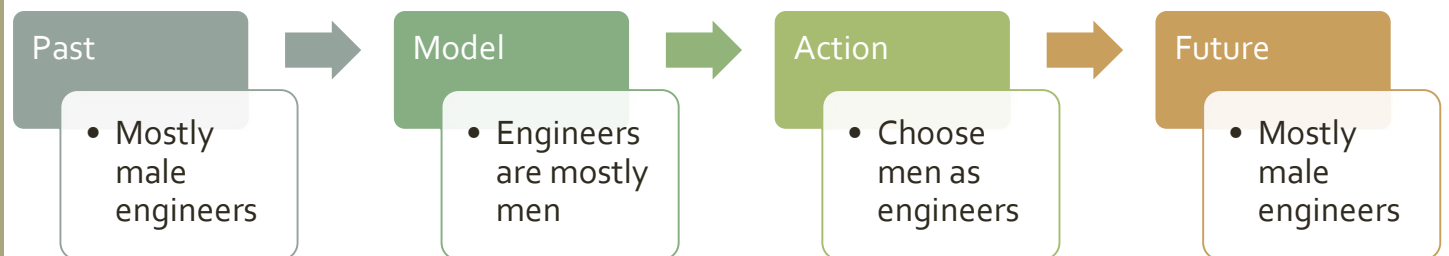 Past
• Mostly
male
engineers
Model
• Engineers
are mostly
men
Action
• Choose
men as
engineers
Future
• Mostly
male
engineers